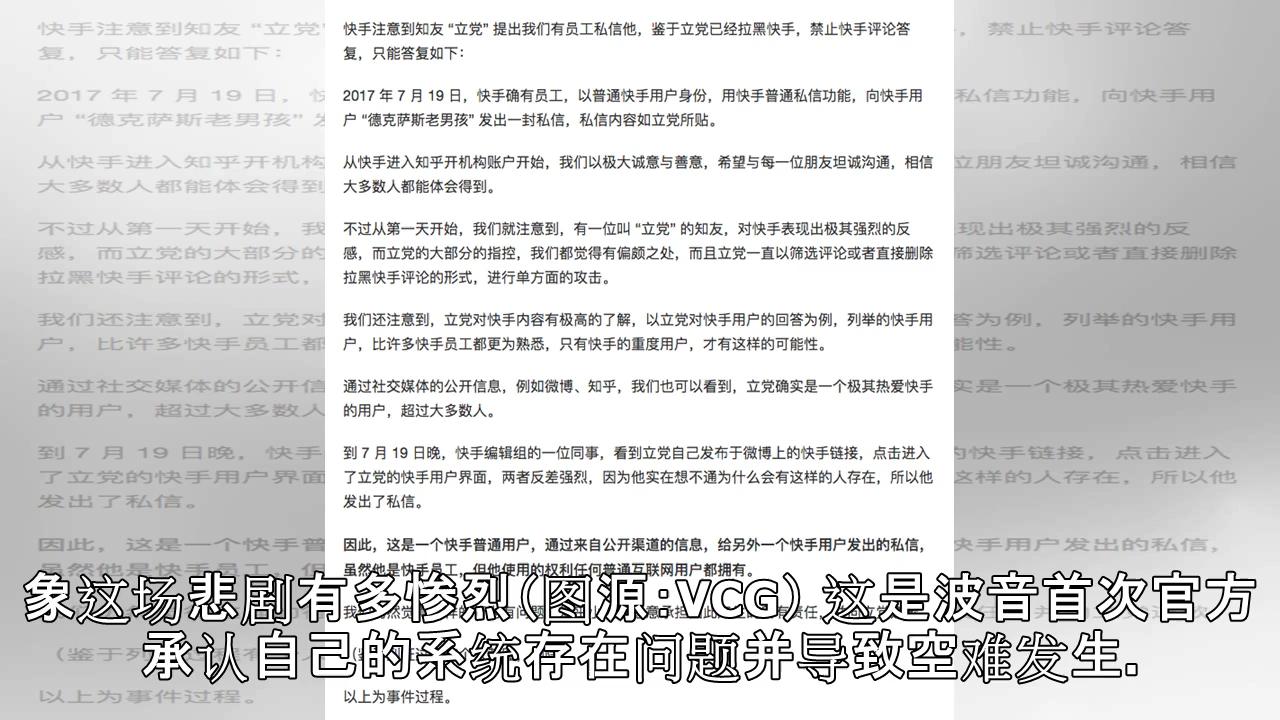 快手注意到知友 “立党” 提出我们有员工私信他，鉴于立党已经拉黑快手，禁止快手评论答
复，只能答复如下：
2017 年 7 月 19 日，快手确有员工，以普通快手用户身份，用快手普通私信功能，向快手用
户 “德克萨斯老男孩” 发出一封私信，私信内容如立党所贴。
从快手进入知乎开机构账户开始，我们以极大诚意与善意，希望与每一位朋友坦诚沟通，相信
大多数人都能体会得到。
不过从第一天开始，我们就注意到，有一位叫 “立党” 的知友，对快手表现出极其强烈的反
感，而立党的大部分的指控，我们都觉得有偏颇之处，而且立党一直以筛选评论或者直接删除
拉黑快手评论的形式，进行单方面的攻击。
我们还注意到，立党对快手内容有极高的了解，以立党对快手用户的回答为例，列举的快手用
户，比许多快手员工都更为熟悉，只有快手的重度用户，才有这样的可能性。
通过社交媒体的公开信息，例如微博、知乎，我们也可以看到，立党确实是一个极其热爱快手
的用户，超过大多数人。
到 7 月 19 日晚，快手编辑组的一位同事，看到立党自己发布于微博上的快手链接，点击进入
了立党的快手用户界面，两者反差强烈，因为他实在想不通为什么会有这样的人存在，所以他
发出了私信。
因此，这是一个快手普通用户，通过来自公开渠道的信息，给另外一个快手用户发出的私信，
虽然他是快手员工，但他使用的权利任何普通互联网用户都拥有。
象这场悲剧有多惨烈(图源:VCG) 这是波音首次官方
承认自己的系统存在问题并导致空难发生.
以上为事件过程。